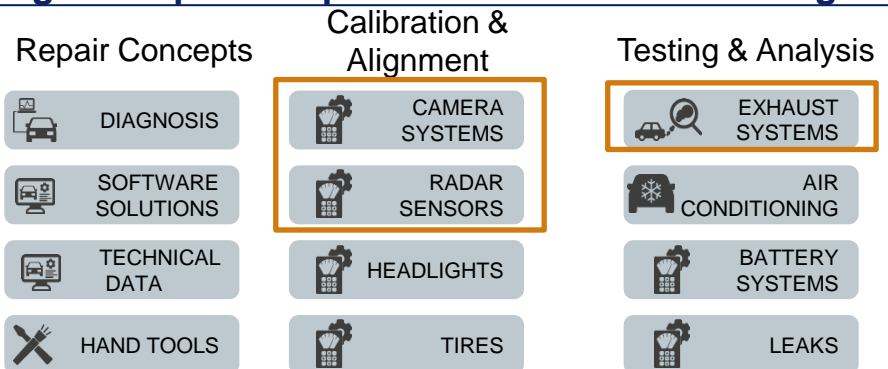 Repair Concepts
DIAGNOSIS
SOFTWARE
SOLUTIONS
TECHNICAL
DATA
HAND TOOLS
Calibration &
Alignment
CAMERA
SYSTEMS
RADAR
SENSORS
HEADLIGHTS
TIRES
Testing & Analysis
EXHAUST
SYSTEMS
AIR
CONDITIONING
BATTERY
SYSTEMS
LEAKS